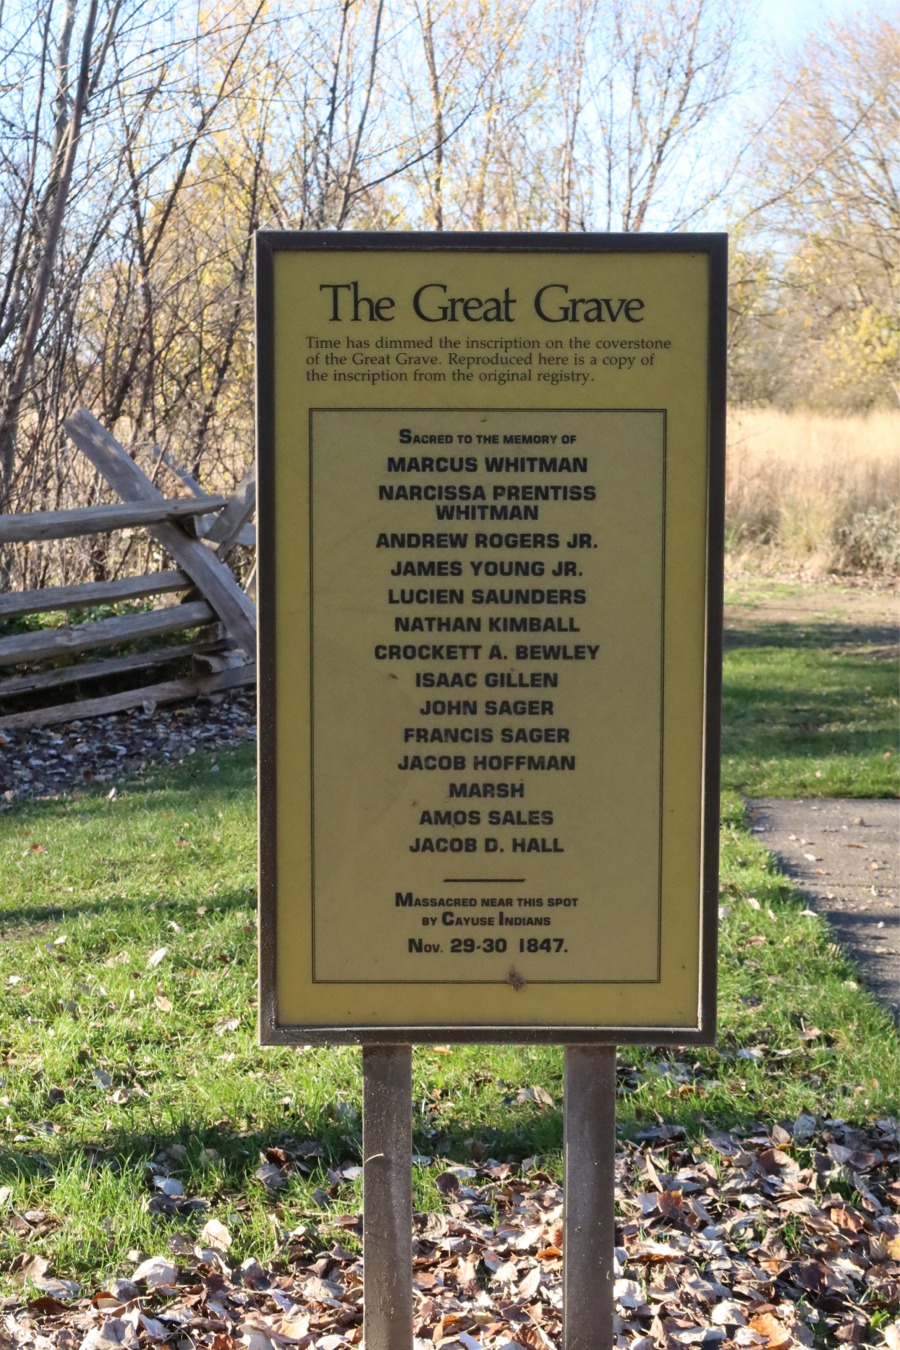 The Great Grave
Time has dimmed the inscription on the coverstone
of the Great Grave. Reproduced here is a copy of
the inscription from the original registry.
SACRED TO THE MEMORY OF
MARCUS WHITMAN
NARCISSA PRENTISS
WHITMAN
ANDREW ROGERS JR.
JAMES YOUNG JR.
LUCIEN SAUNDERS
NATHAN KIMBALL
CROCKETT A. BEWLEY
ISAAC GILLEN
JOHN SAGER
FRANCIS SAGER
JACOB HOFFMAN
MARSH
AMOS SALES
JACOB D. HALL
MASSACRED NEAR THIS SPOT
BY CAYUSE INDIANS
NOV. 29-30 1847.